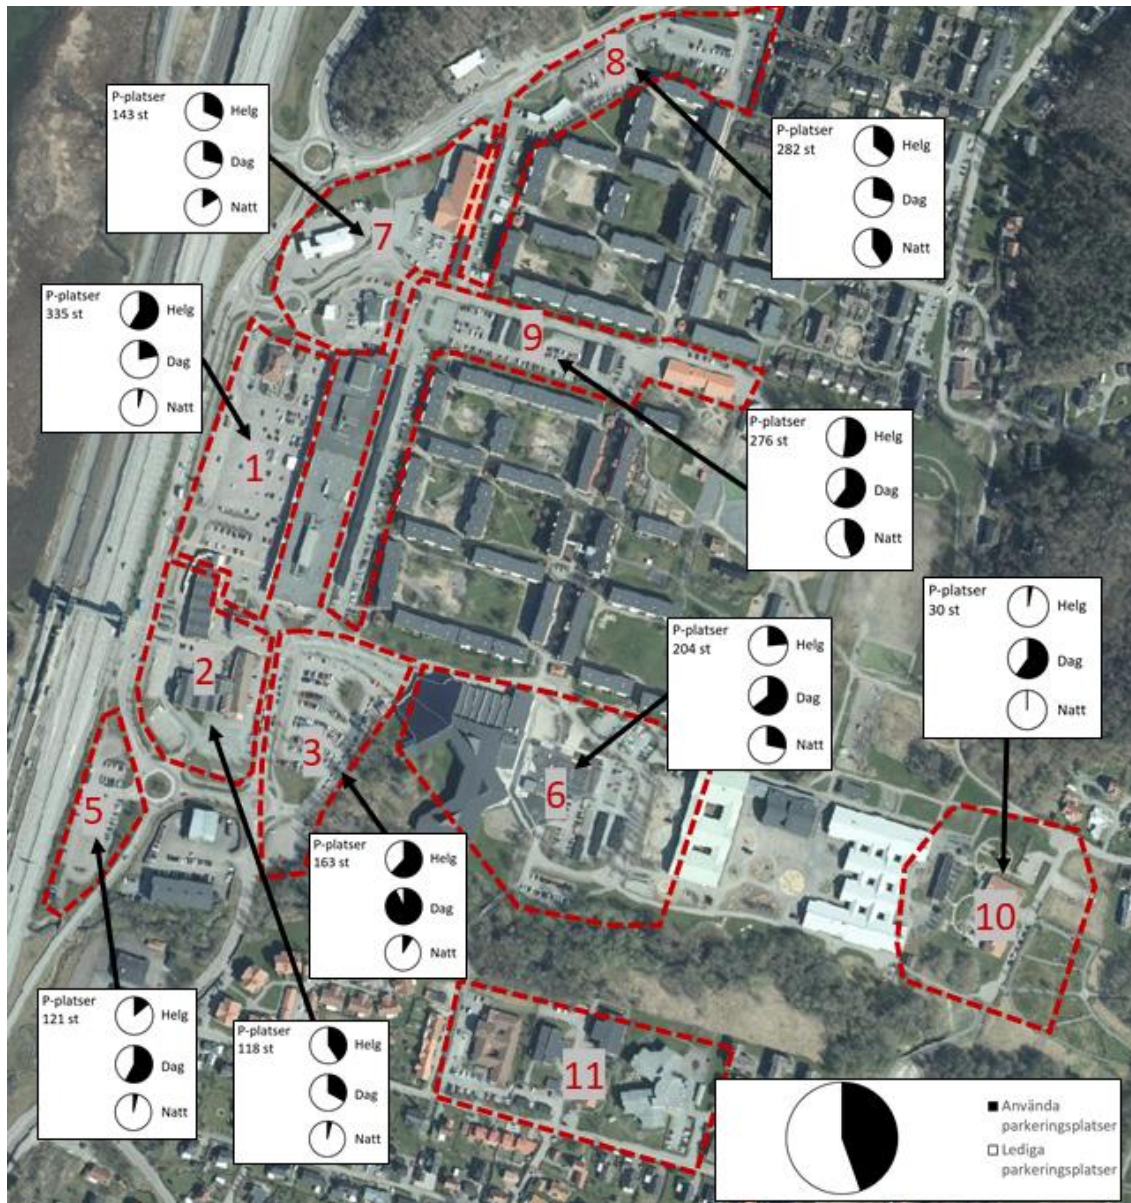 8
P-platser
143 st
Helg
Dag
Natt
P-platser
282 st
Helg
Dag
Natt
7
P-platser
335 st
Helg
Dag
Natt
9
1
P-platser
276 st
Helg
Dag
Natt
P-platser
30 st
Helg
Dag
Natt
P-platser
204 st
Helg
Dag
Natt
2
3
6
5
P-platser
163 st
Helg
Dag
Natt
10
P-platser
121 st
Helg
Dag
Natt
P-platser
118 st
Helg
Dag
Natt
11
Använda
parkeringsplatser
Lediga
parkeringsplatser